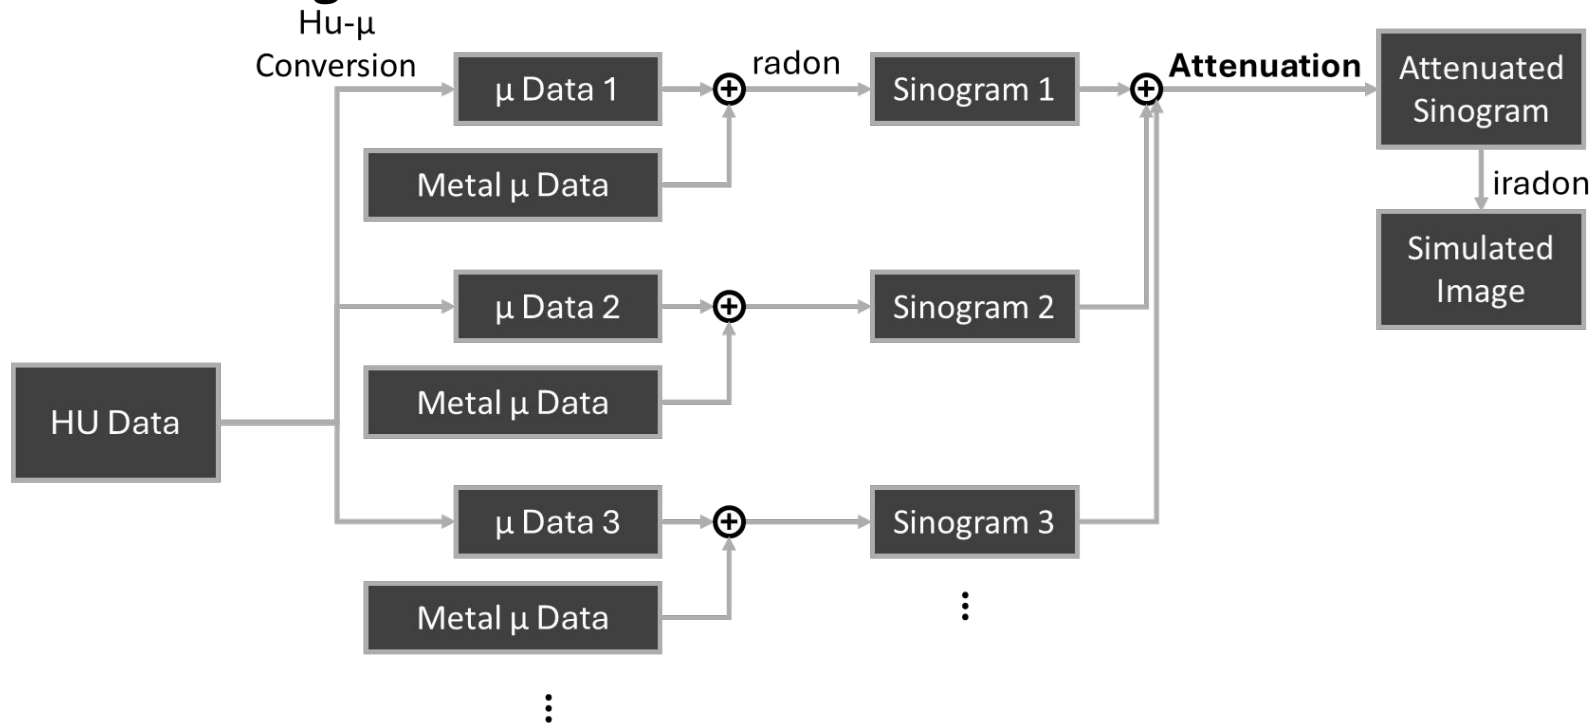 Hu-μ
Conversion
μ Data 1
radon
Sinogram 1
Attenuation
Attenuated
Sinogram
Metal μ Data
iradon
Simulated
Image
μ Data 2
Sinogram 2
Metal μ Data
HU Data
μ Data 3
Sinogram 3
Metal μ Data